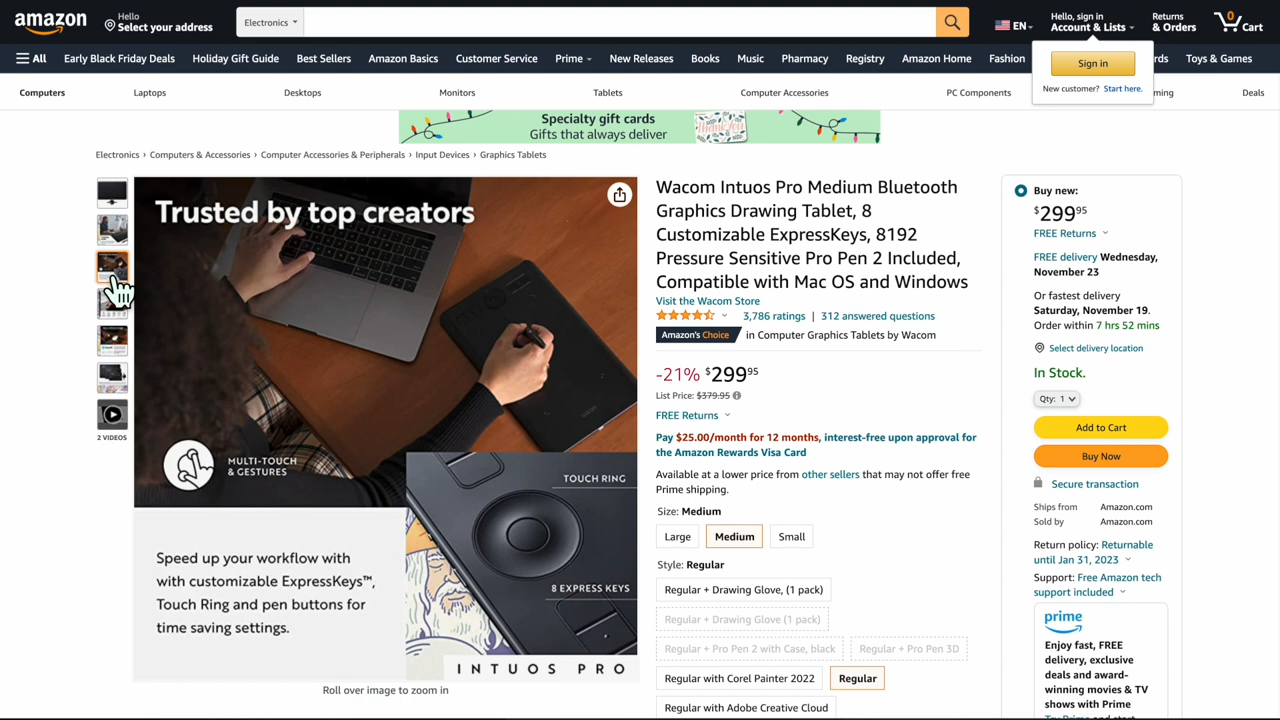 amazon
Hello
Select your address
Electronics
EN
Hello, sign in
Account & Lists
Returns
& Orders
0
Cart
All
Early Black Friday Deals
Holiday Gift Guide
Best Sellers
Amazon Basics
Customer Service
Prime
New Releases
Books
Music
Pharmacy
Registry
Amazon Home
Fashion
Toys & Games
Sign in
New customer? Start here.
Computers
Laptops
Desktops
Monitors
Tablets
Computer Accessories
PC Components
Deals
Specialty gift cards
Gifts that always deliver
Electronics › Computers & Accessories › Computer Accessories & Peripherals › Input Devices › Graphics Tablets
2 VIDEOS
Trusted by top creators
MULTI-TOUCH
& GESTURES
TOUCH RING
8 EXPRESS KEYS
Speed up your workflow with
with customizable ExpressKeys™,
Touch Ring and pen buttons for
time saving settings.
INTUOS PRO
Roll over image to zoom in
Wacom Intuos Pro Medium Bluetooth
Graphics Drawing Tablet, 8
Customizable ExpressKeys, 8192
Pressure Sensitive Pro Pen 2 Included,
Compatible with Mac OS and Windows
Visit the Wacom Store
3,786 ratings | 312 answered questions
Amazon's Choice in Computer Graphics Tablets by Wacom
-21% $299 95
List Price: $379.95
FREE Returns
Pay $25.00/month for 12 months, interest-free upon approval for
the Amazon Rewards Visa Card
Available at a lower price from other sellers that may not offer free
Prime shipping.
Size: Medium
Large
Medium
Small
Style: Regular
Regular + Drawing Glove, (1 pack)
Regular + Drawing Glove (1 pack)
Regular + Pro Pen 2 with Case, black
Regular + Pro Pen 3D
Regular with Corel Painter 2022
Regular
Regular with Adobe Creative Cloud
Buy new:
$299 95
FREE Returns
FREE delivery Wednesday,
November 23
Or fastest delivery
Saturday, November 19.
Order within 7 hrs 52 mins
Select delivery location
In Stock.
Qty: 1
Add to Cart
Buy Now
Secure transaction
Ships from Amazon.com
Sold by Amazon.com
Return policy: Returnable
until Jan 31, 2023
Support: Free Amazon tech
support included
prime
Enjoy fast, FREE
delivery, exclusive
deals and award-
winning movies & TV
shows with Prime